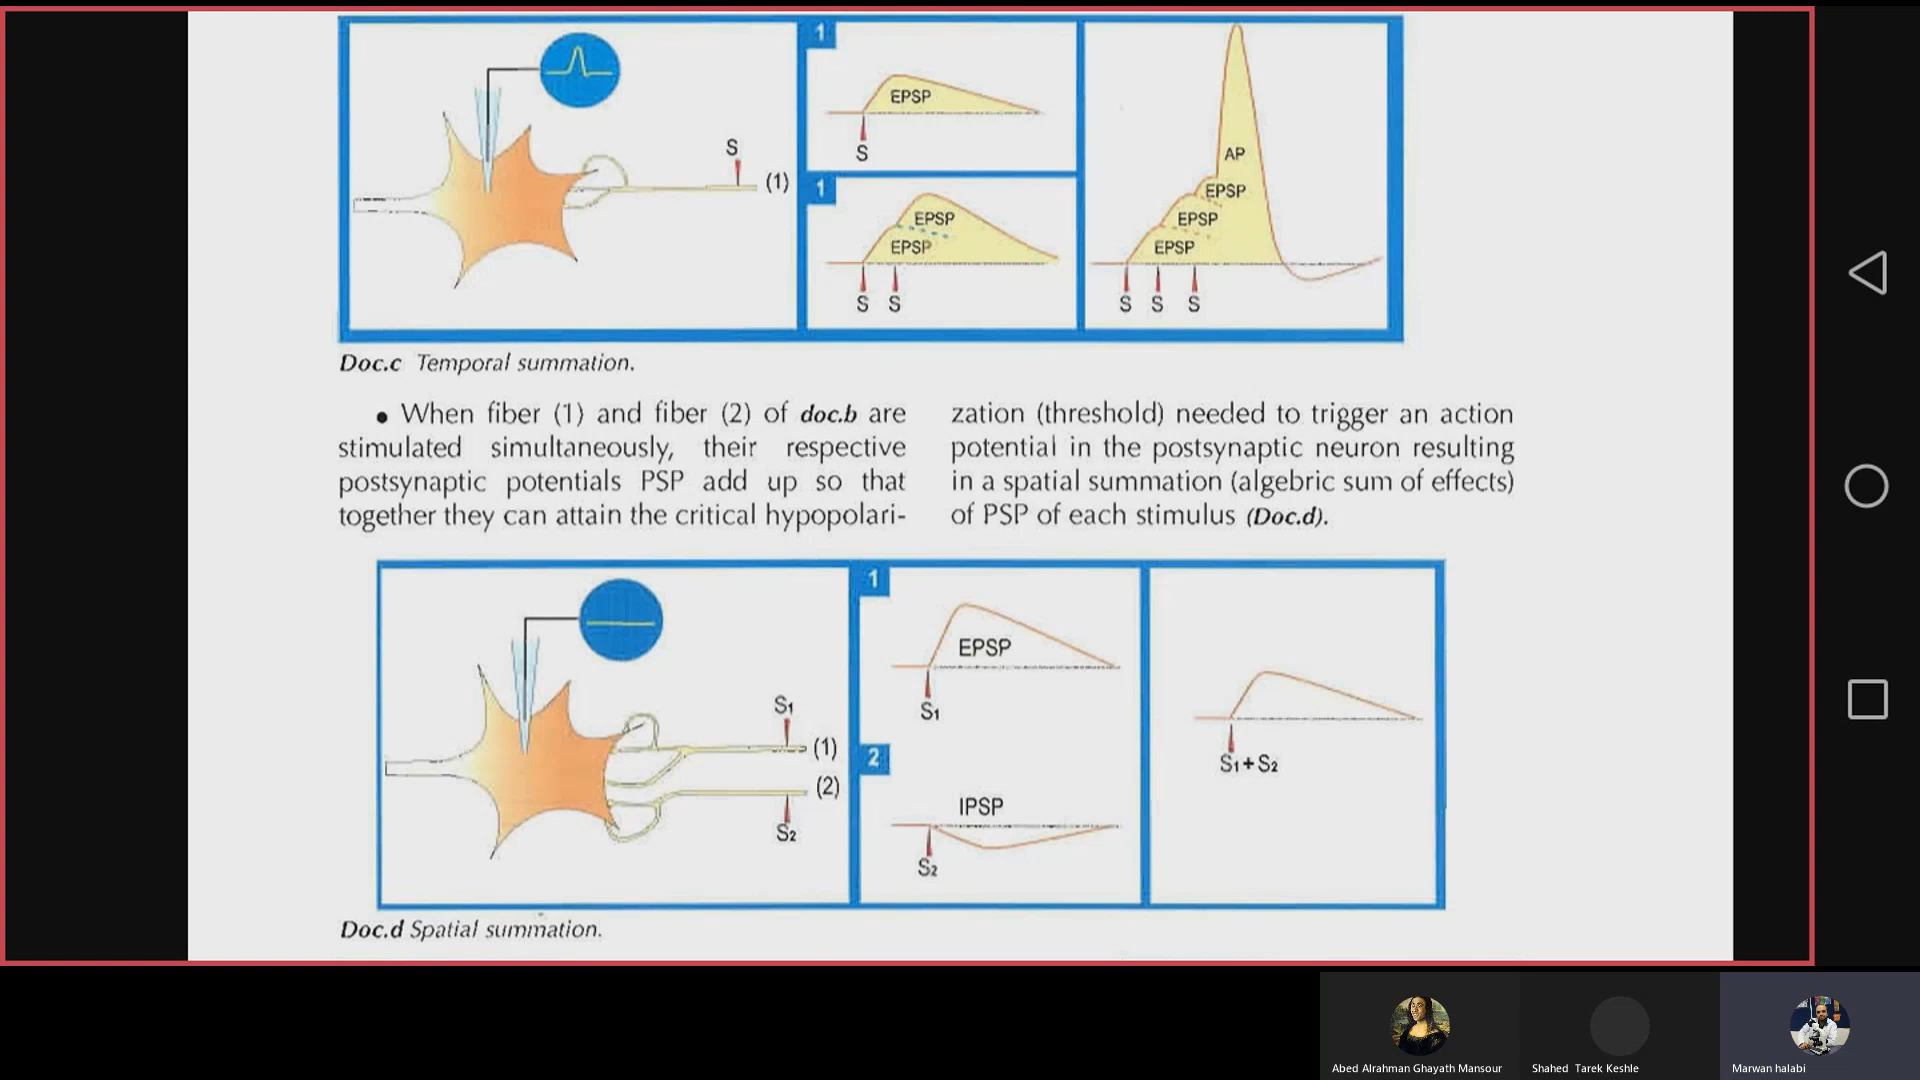 1
EPSP
S
S
(1)
1
EPSP
EPSP
S S
AP
EPSP
EPSP
EPSP
S S S
Doc.c Temporal summation.
• When fiber (1) and fiber (2) of doc.b are
stimulated simultaneously, their respective
postsynaptic potentials PSP add up so that
together they can attain the critical hypopolari-
zation (threshold) needed to trigger an action
potential in the postsynaptic neuron resulting
in a spatial summation (algebric sum of effects)
of PSP of each stimulus (Doc.d).
S1
(1)
(2)
S2
1
EPSP
S1
2
IPSP
S2
S1+S2
Doc.d Spatial summation.
Abed Alrahman Ghayath Mansour
Shahed Tarek Keshle
Marwan halabi